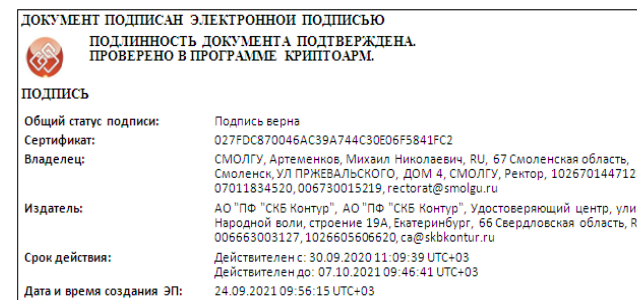 ДОКУМЕНТ ПОДПИСАН ЭЛЕКТРОННОЙ ПОДПИСЬЮ
ПОДЛИННОСТЬ ДОКУМЕНТА ПОДТВЕРЖДЕНА.
ПРОВЕРЕНО В ПРОГРАММЕ КРИПТОАРМ.
ПОДПИСЬ
Общий статус подписи: Подпись верна
Сертификат: 027FDC870046AC39A744C30E06F5841FC2
Владелец: СМОЛГУ, Артеменков, Михаил Николаевич, RU, 67 Смоленская область,
Смоленск, УЛ ПРЖЕВАЛЬСКОГО, ДОМ 4, СМОЛГУ, Ректор, 102670144712
07011834520, 006730015219, rectorat@smolgu.ru
Издатель: АО "ПФ "СКБ Контур", АО "ПФ "СКБ Контур", Удостоверяющий центр, ули
Народной воли, строение 19А, Екатеринбург, 66 Свердловская область, R
006663003127, 1026605606620, ca@skbkontur.ru
Срок действия: Действителен с: 30.09.2020 11:09:39 UTC+03
Действителен до: 07.10.2021 09:46:41 UTC+03
Дата и время создания ЭП: 24.09.2021 09:56:15 UTC+03